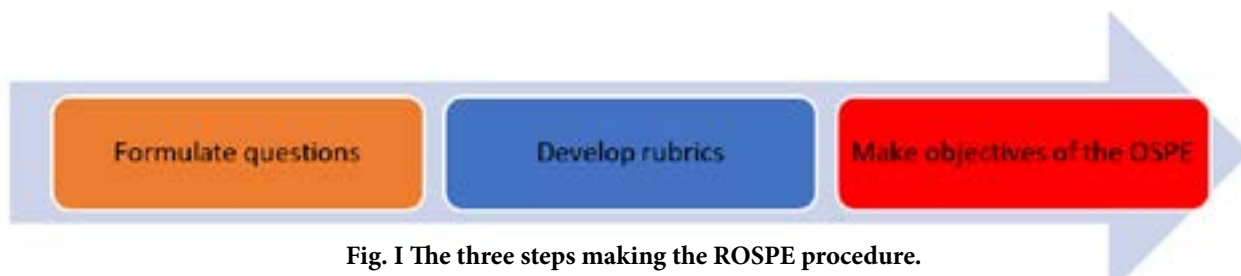 Formulate questions
Develop rubrics
Make objectives of the OSPE
Fig. I The three steps making the ROSPE procedure.